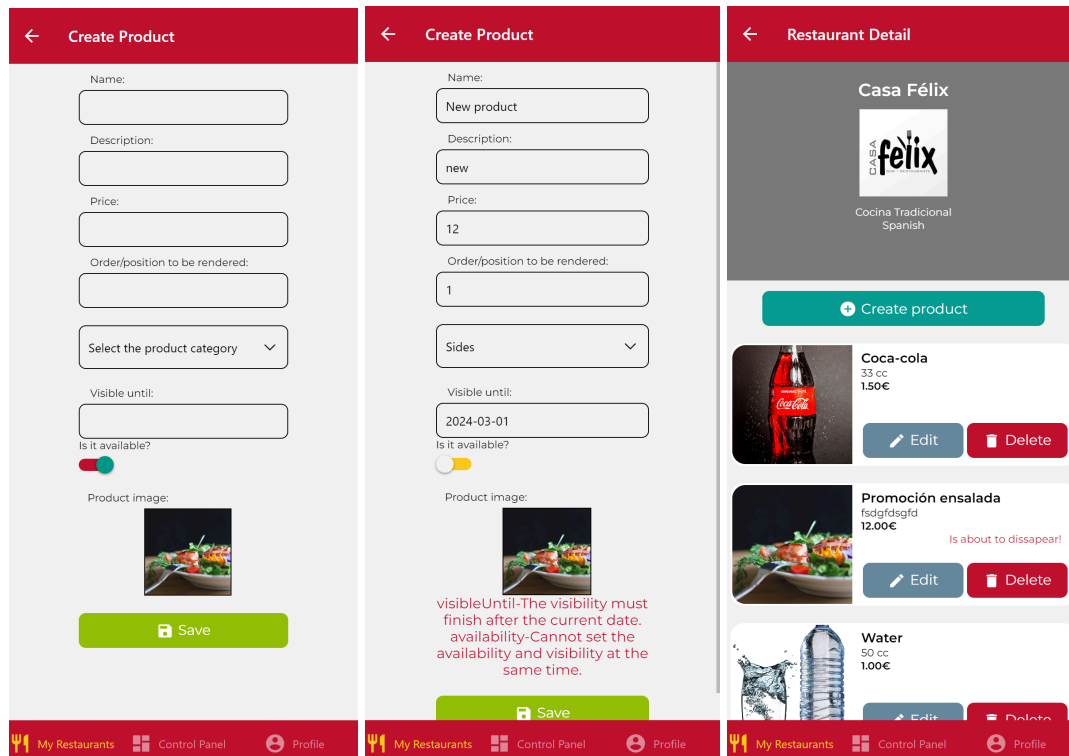 Create Product
Name:
Description:
Price:
Order/position to be rendered:
Select the product category
Visible until:
Is it available?
Product image:
Save
My Restaurants
Control Panel
Profile
Create Product
Name:
New product
Description:
new
Price:
12
Order/position to be rendered:
1
Sides
Visible until:
2024-03-01
Is it available?
Product image:
visibleUntil-The visibility must
finish after the current date.
availability-Cannot set the
availability and visibility at the
same time.
Save
My Restaurants
Control Panel
Profile
Restaurant Detail
Casa Félix
CASA
felix
BAR - RESTAURANTE
Cocina Tradicional
Spanish
Create product
Coca-cola
33 cc
1.50€
Coca-Cola
Edit
Delete
Promoción ensalada
fsdgfdsgfd
12.00€
Is about to dissapear!
Edit
Delete
Water
50 cc
1.00€
Edit
Delete
My Restaurants
Control Panel
Profile